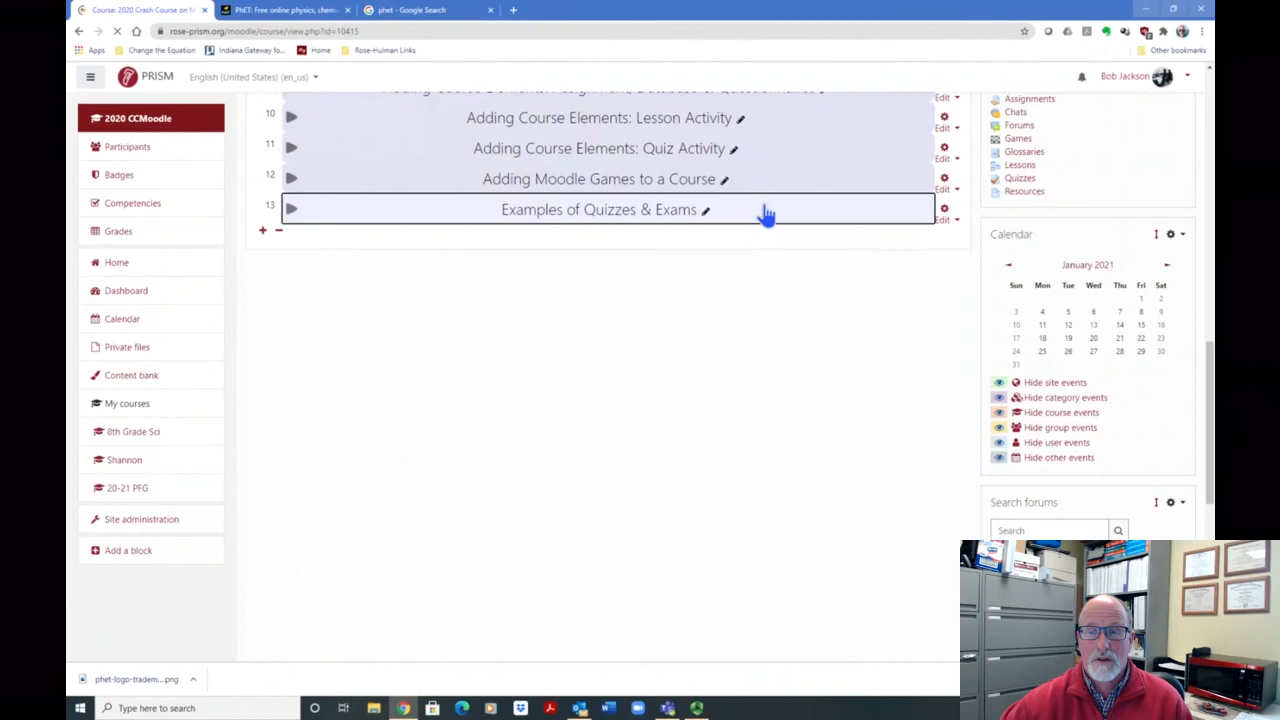 Course: 2020 Crash Course on M
PhET: Free online physics, chem
phet - Google Search
rose-prism.org/moodle/course/view.php?id=10415
Apps
Change the Equation
Indiana Gateway fo...
Home
Rose-Hulman Links
Other bookmarks
PRISM
English (United States) (en_us)
Bob Jackson
2020 CCMoodle
Participants
Badges
Competencies
Grades
Home
Dashboard
Calendar
Private files
Content bank
My courses
8th Grade Sci
Shannon
20-21 PFG
Site administration
Add a block
Edit
10
Adding Course Elements: Lesson Activity
Edit
11
Adding Course Elements: Quiz Activity
Edit
12
Adding Moodle Games to a Course
Edit
13
Examples of Quizzes & Exams
Edit
Assignments
Chats
Forums
Games
Glossaries
Lessons
Quizzes
Resources
Calendar
January 2021
Sun Mon Tue Wed Thu Fri Sat
1 2
3 4 5 6 7 8 9
10 11 12 13 14 15 16
17 18 19 20 21 22 23
24 25 26 27 28 29 30
31
Hide site events
Hide category events
Hide course events
Hide group events
Hide user events
Hide other events
Search forums
Search
phet-logo-tradem....png
Type here to search